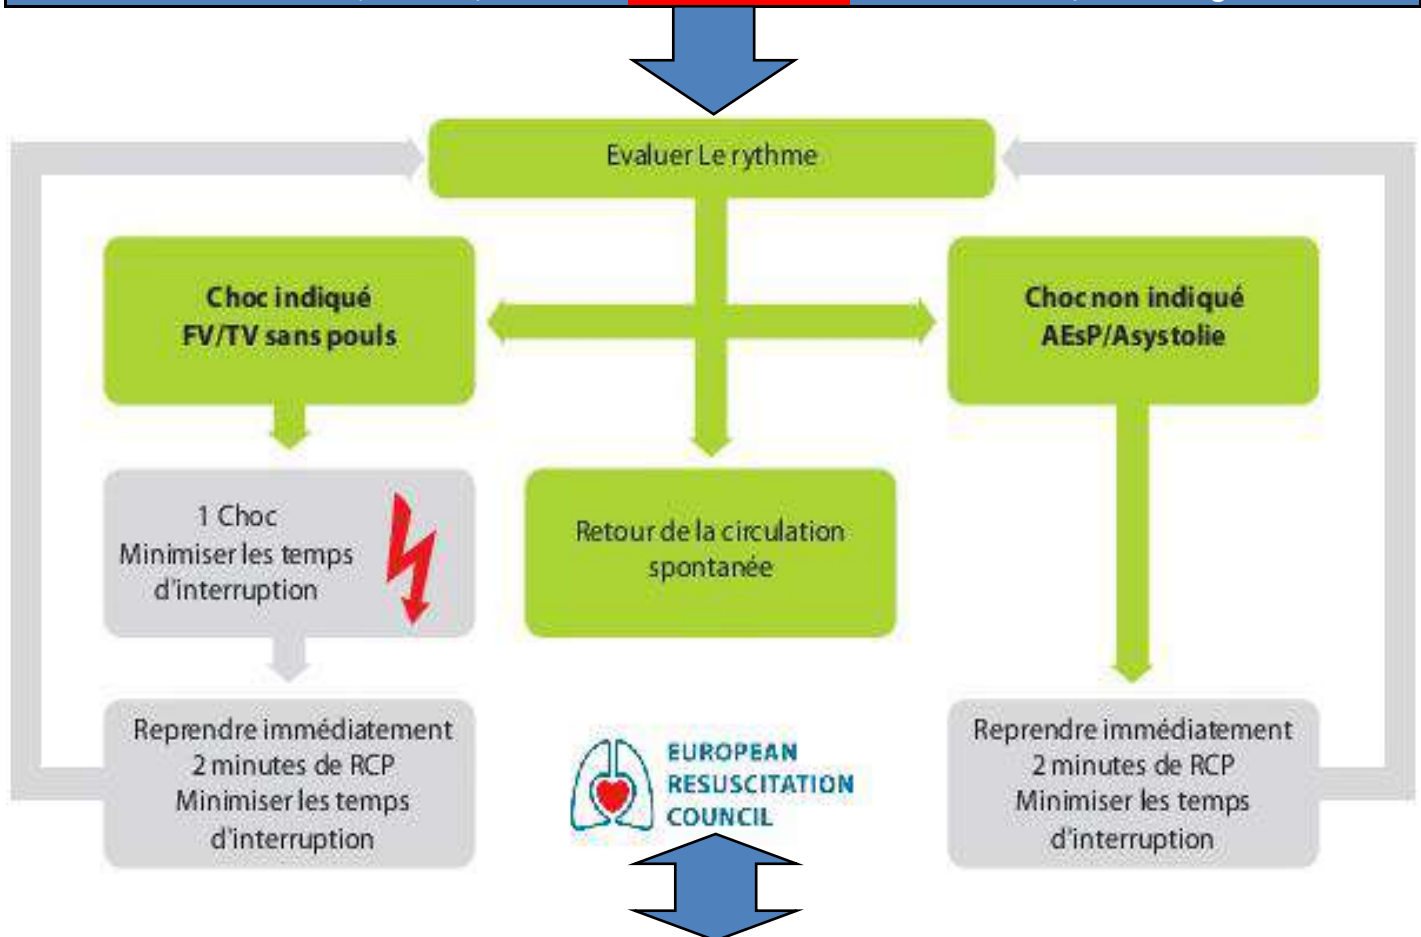 Evaluer Le rythme
Choc indiqué
FV/TV sans pouls
Choc non indiqué
AEsP/Asystolie
1 Choc
Minimiser les temps
d'interruption
Retour de la circulation
spontanée
Reprendre immédiatement
2 minutes de RCP
Minimiser les temps
d'interruption
EUROPEAN
RESUSCITATION
COUNCIL
Reprendre immédiatement
2 minutes de RCP
Minimiser les temps
d'interruption